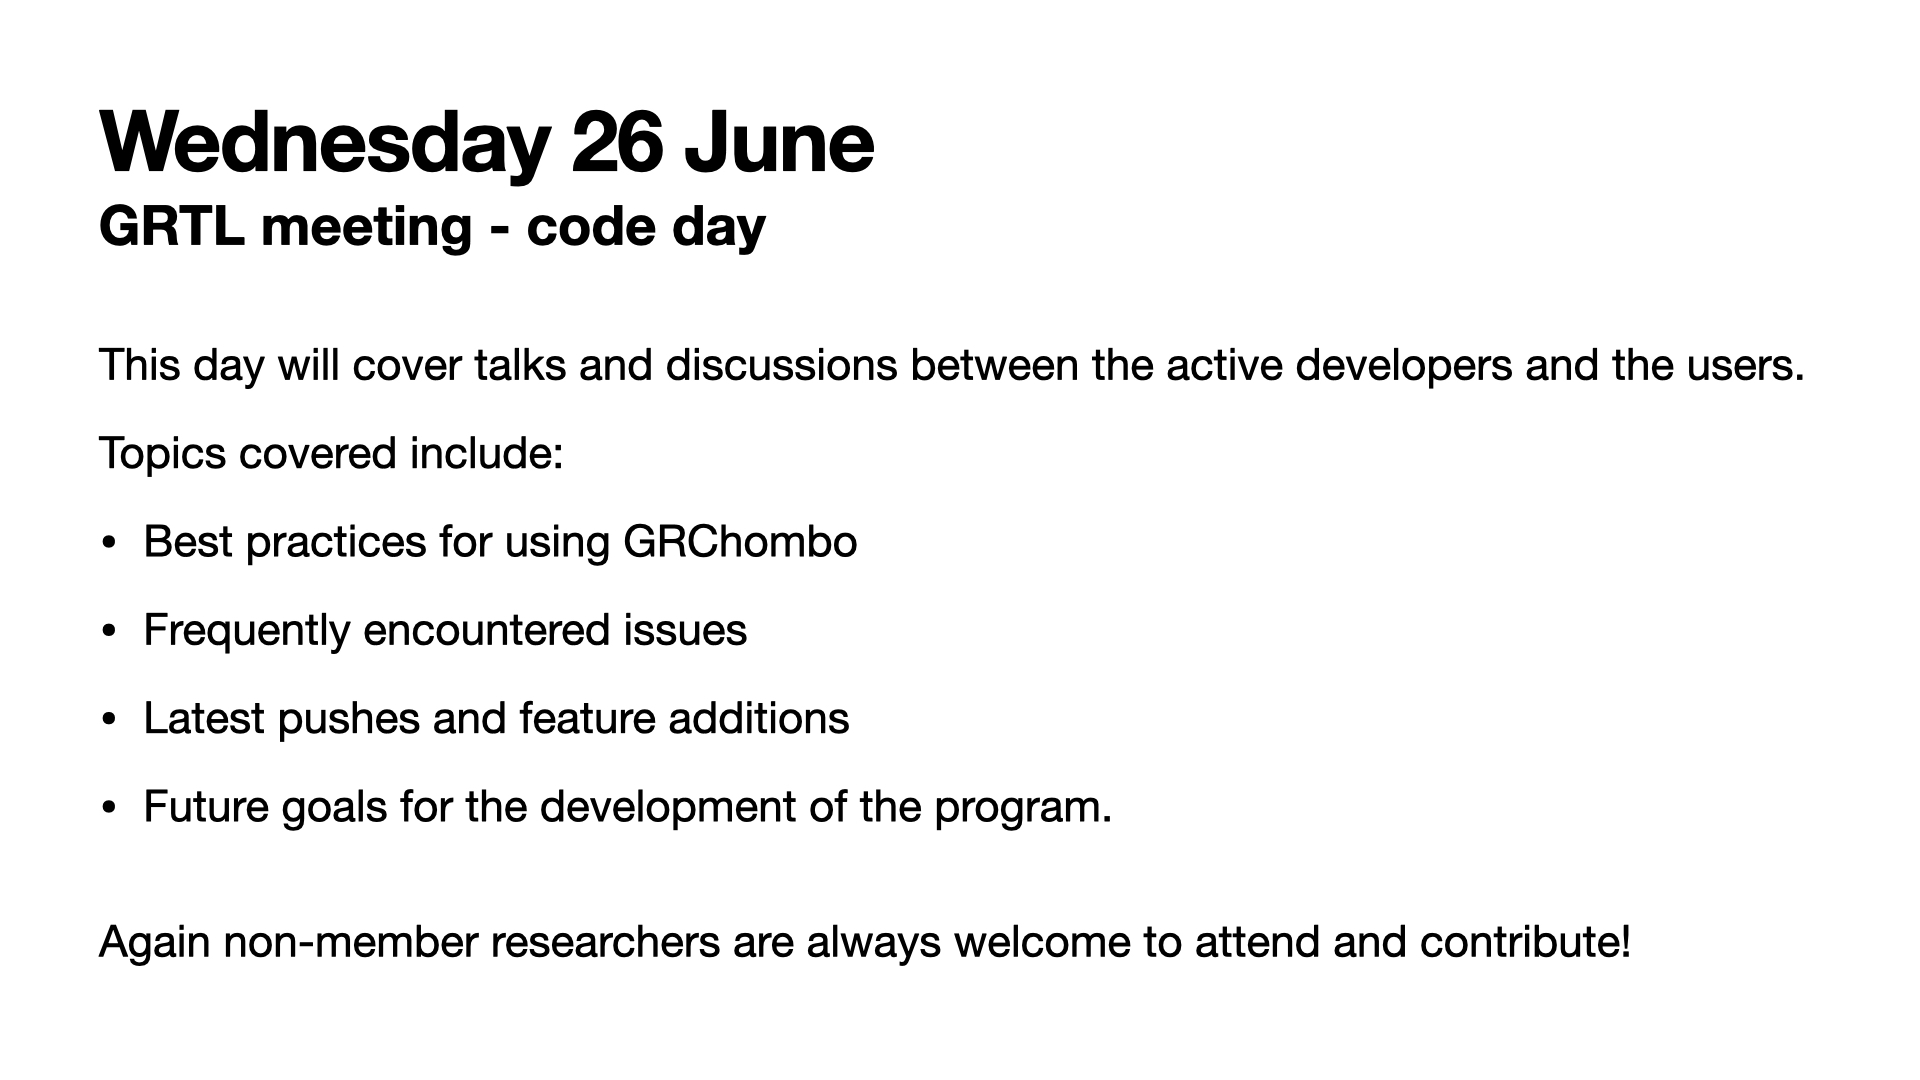 Wednesday 26 June
GRTL meeting - code day
This day will cover talks and discussions between the active developers and the users.
Topics covered include:
• Best practices for using GRChombo
• Frequently encountered issues
• Latest pushes and feature additions
• Future goals for the development of the program.
Again non-member researchers are always welcome to attend and contribute!